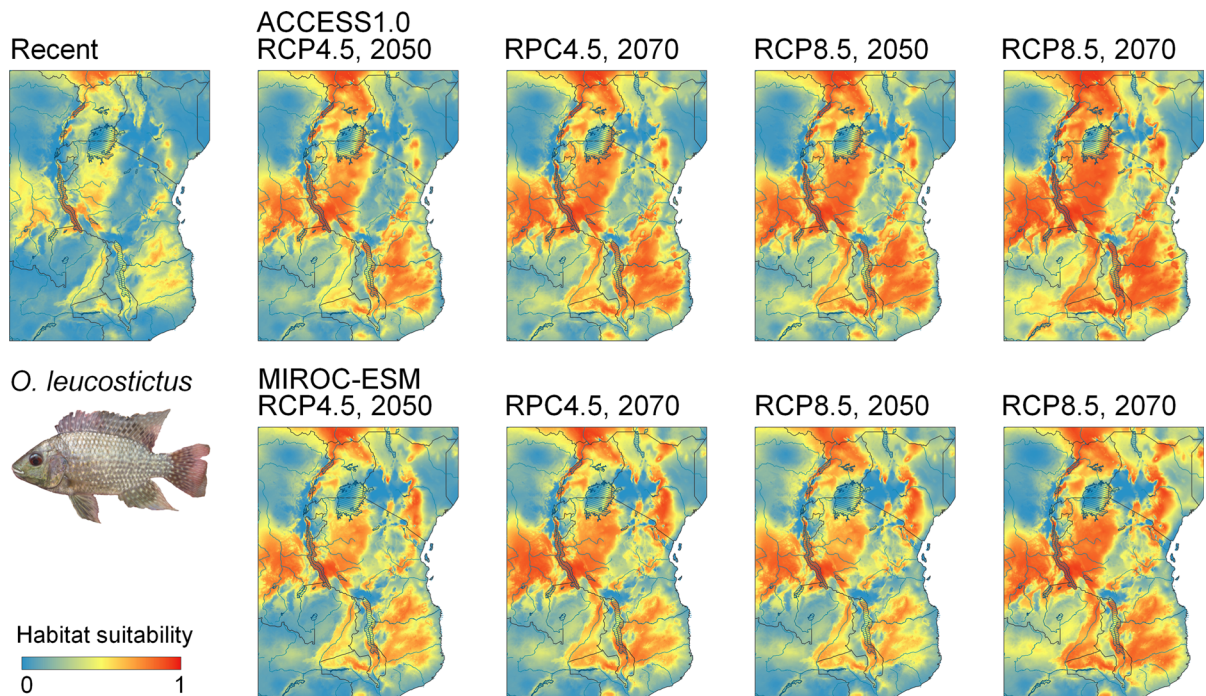 Recent
ACCESS1.0
RCP4.5, 2050
RPC4.5, 2070
RCP8.5, 2050
RCP8.5, 2070
O. leucostictus
MIROC-ESM
RCP4.5, 2050
RPC4.5, 2070
RCP8.5, 2050
RCP8.5, 2070
Habitat suitability
0 1